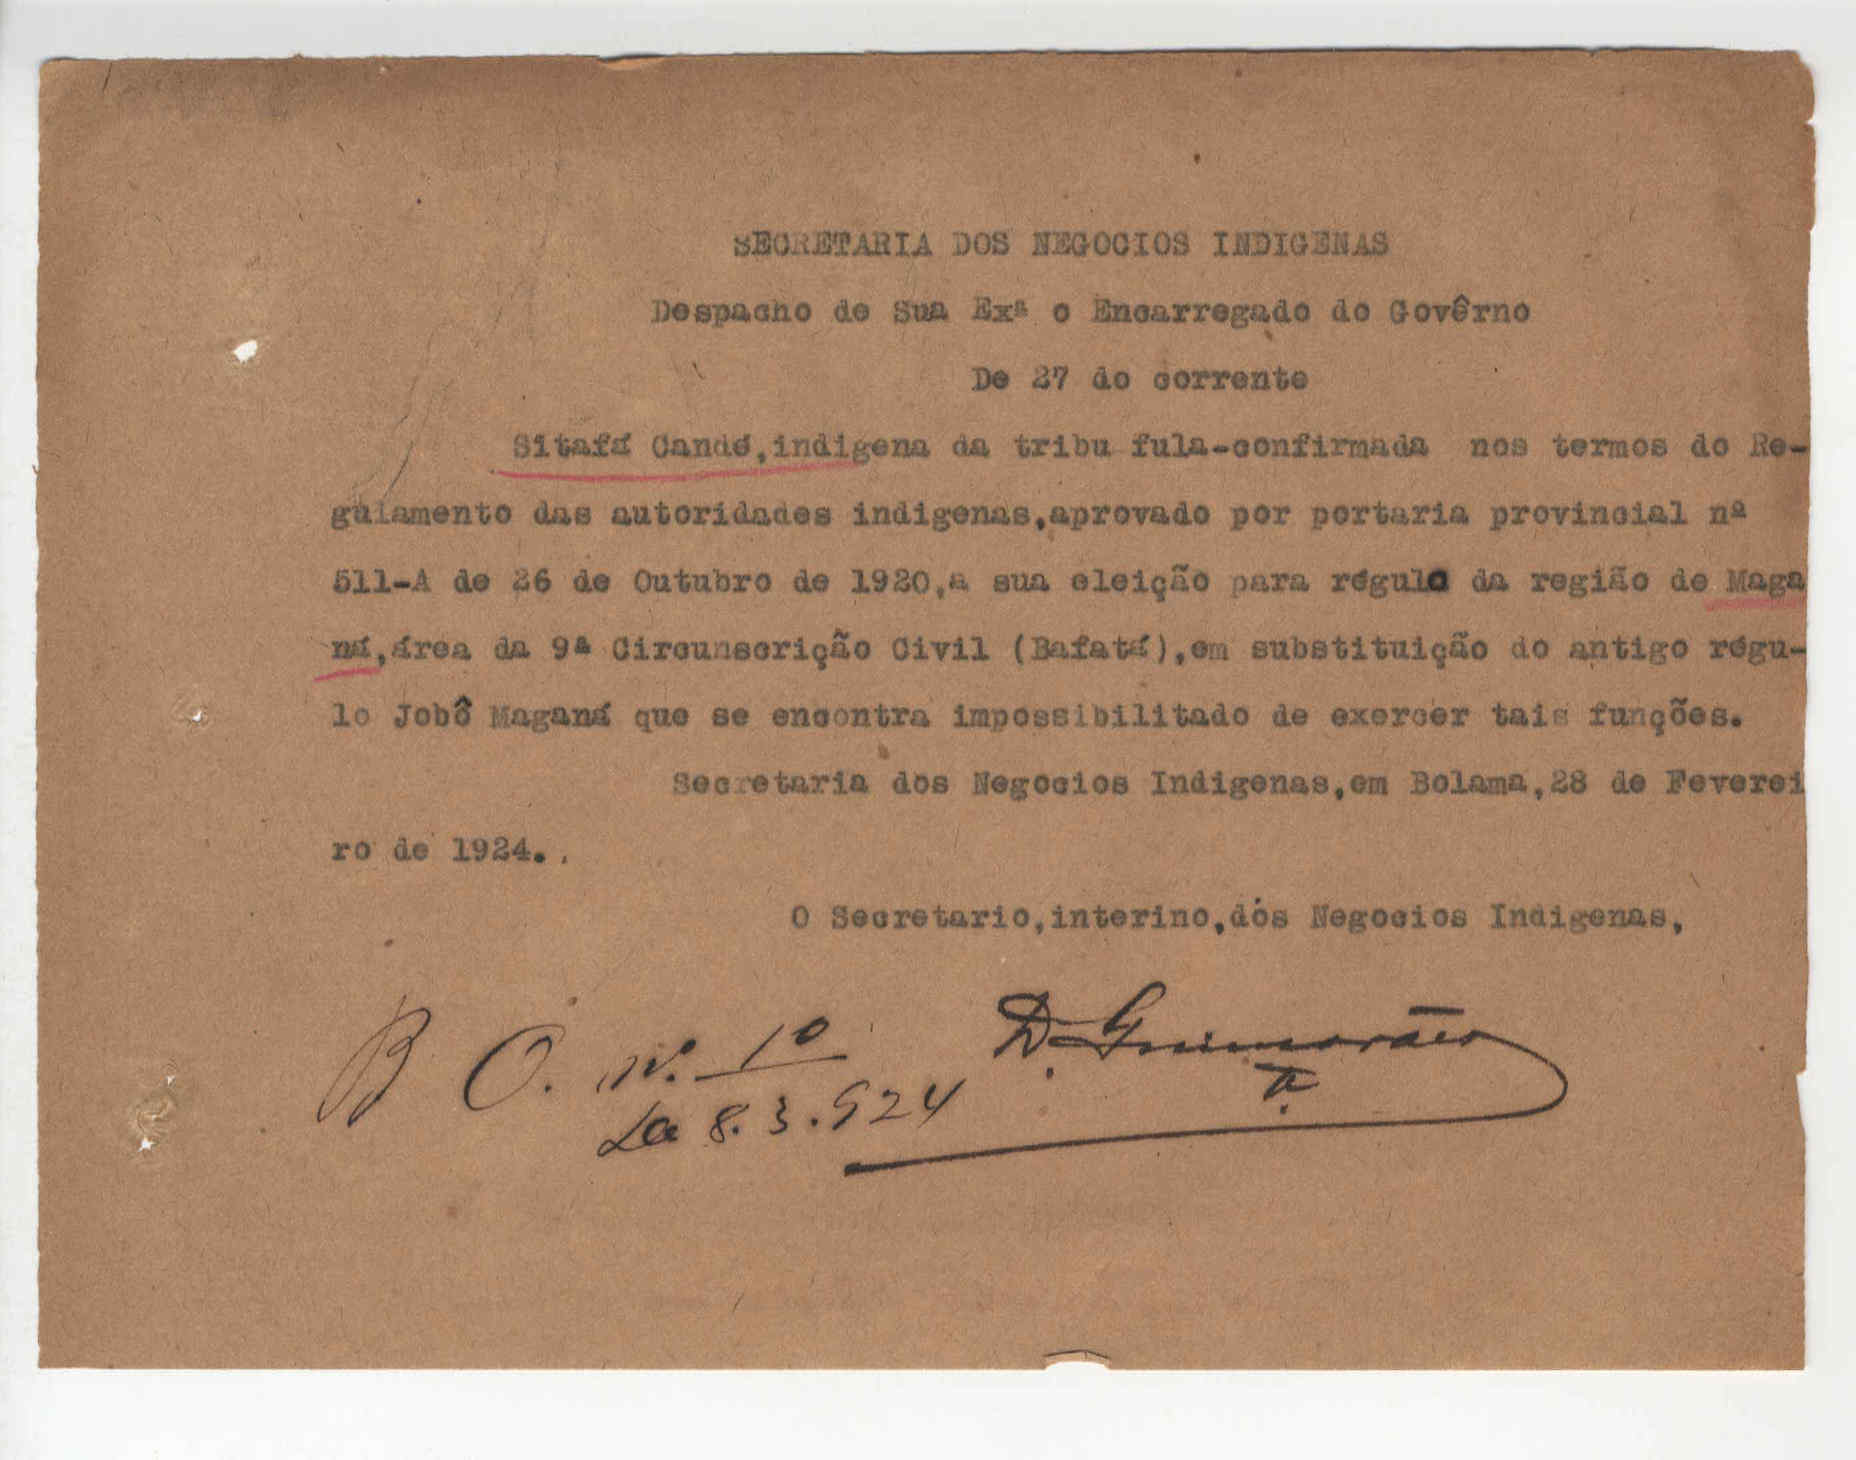 SECRETARIA DOS NEGOCIOS INDIGENAS
Despacho de Sua Exª o Encarregado do Govêrno
De 27 do corrente
Sitafá Candé,indigena da tribu fula-confirmada nos termos do Re-
gulamento das autoridades indigenas,aprovado por portaria provincial nº
511-A de 26 de Outubro de 1920,a sua eleição para régulo da região de Maga
ná,área da 9ª Circunscrição Civil (Bafatá),em substituição do antigo régu-
lo Jobô Maganá que se encontra impossibilitado de exercer tais funções.
Secretaria dos Negocios Indigenas,em Bolama,28 de Feverei
ro de 1924..
O Secretario,interino,dos Negocios Indigenas,
D. Guimarães
B O. nº. 10
De 8.3.924